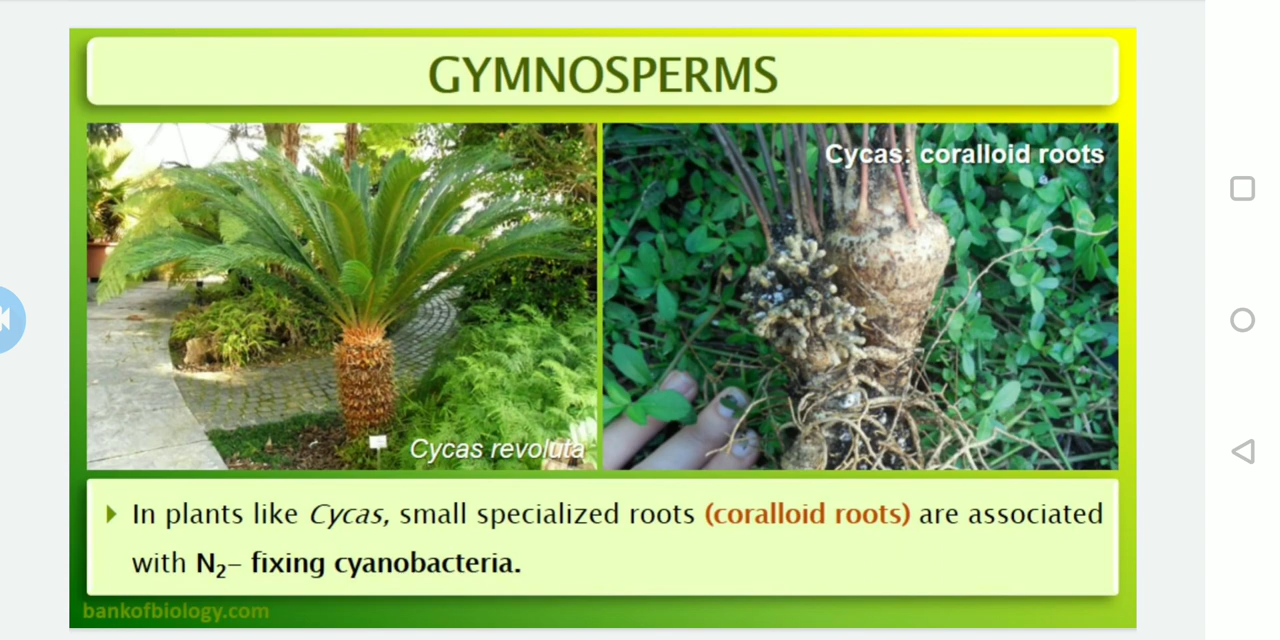 GYMNOSPERMS
Cycas: coralloid roots
Cycas revoluta
In plants like Cycas, small specialized roots (coralloid roots) are associated
with N₂– fixing cyanobacteria.
bankofbiology.com